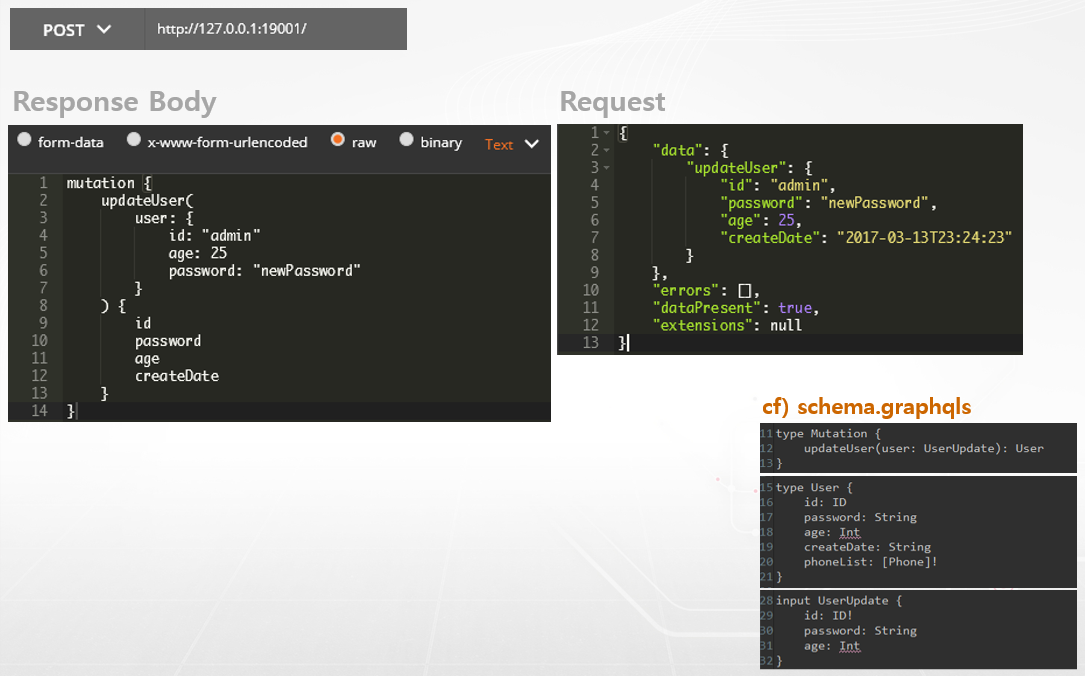 POST http://127.0.0.1:19001/
Response Body
form-data x-www-form-urlencoded raw binary Text
1 mutation {
2 updateUser(
3 user: {
4 id: "admin"
5 age: 25
6 password: "newPassword"
7 }
8 ) {
9 id
10 password
11 age
12 createDate
13 }
14 }
Request
1 {
2 "data": {
3 "updateUser": {
4 "id": "admin",
5 "password": "newPassword",
6 "age": 25,
7 "createDate": "2017-03-13T23:24:23"
8 }
9 },
10 "errors": [],
11 "dataPresent": true,
12 "extensions": null
13 }
cf) schema.graphqls
11 type Mutation {
12 updateUser(user: UserUpdate): User
13 }
15 type User {
16 id: ID
17 password: String
18 age: Int
19 createDate: String
20 phoneList: [Phone]!
21 }
28 input UserUpdate {
29 id: ID!
30 password: String
31 age: Int
32 }